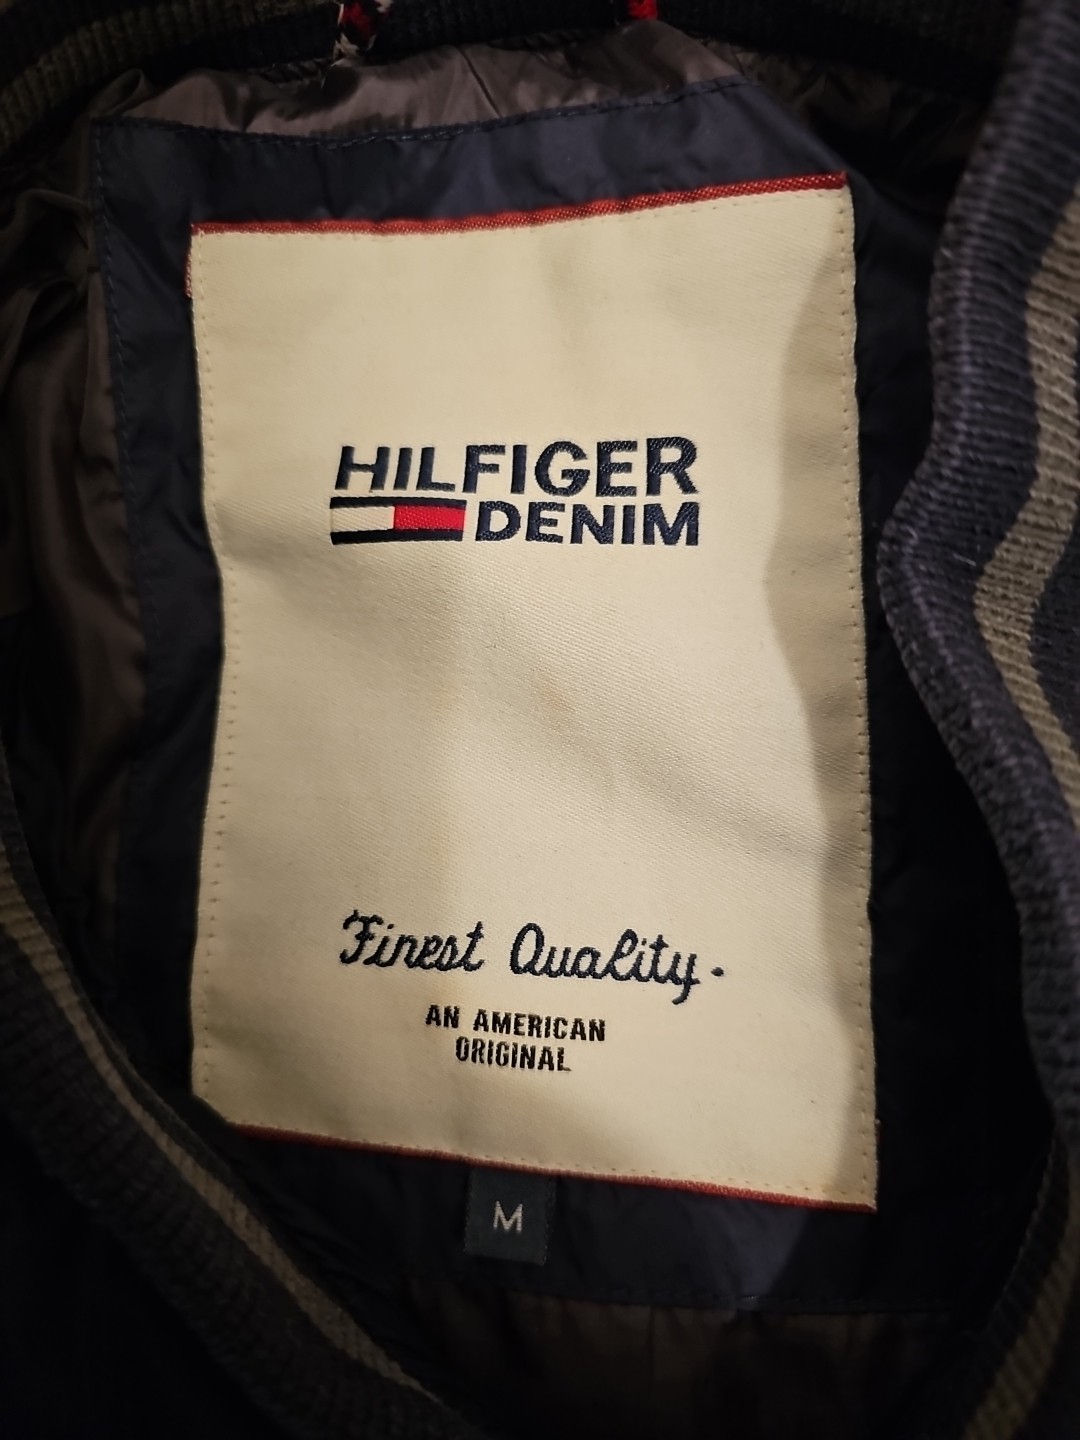 HILFIGER
DENIM
Finest Quality.
AN AMERICAN
ORIGINAL
M